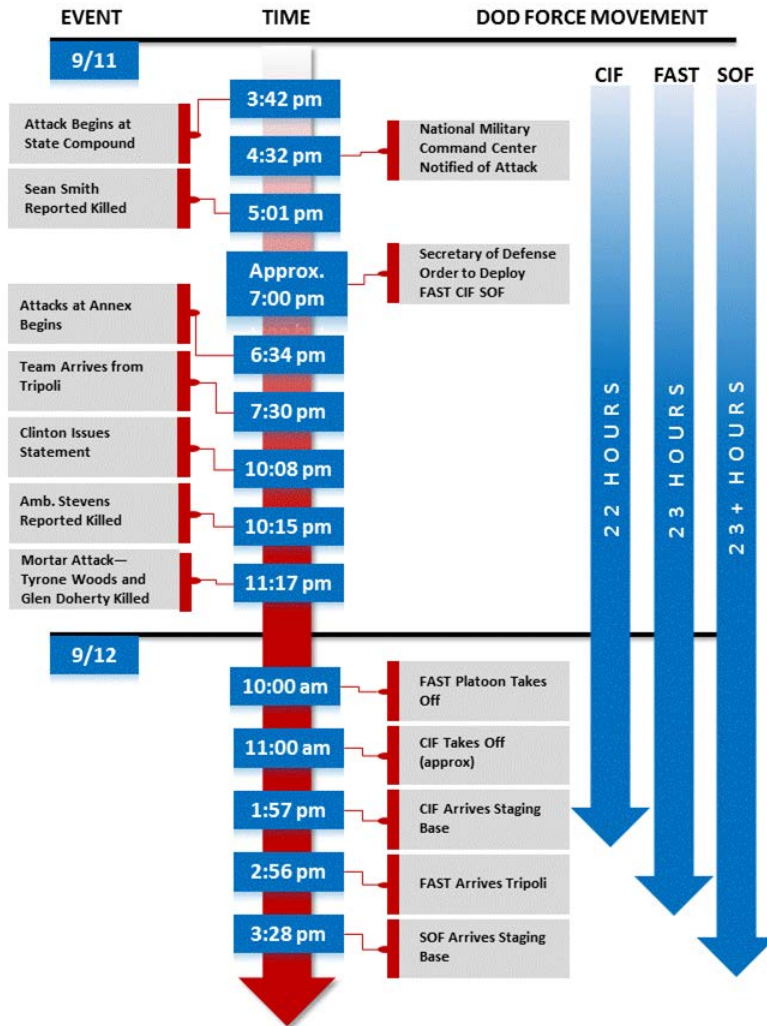 EVENT
TIME
DOD FORCE MOVEMENT
9/11
CIF
FAST
SOF
3:42 pm
Attack Begins at
State Compound
4:32 pm
National Military
Command Center
Notified of Attack
Sean Smith
Reported Killed
5:01 pm
Approx.
7:00 pm
Secretary of Defense
Order to Deploy
FAST CIF SOF
Attacks at Annex
Begins
6:34 pm
Team Arrives from
Tripoli
7:30 pm
Clinton Issues
Statement
10:08 pm
Amb. Stevens
Reported Killed
10:15 pm
Mortar Attack—
Tyrone Woods and
Glen Doherty Killed
11:17 pm
22 HOURS
23 HOURS
23+ HOURS
9/12
10:00 am
FAST Platoon Takes
Off
11:00 am
CIF Takes Off
(approx)
1:57 pm
CIF Arrives Staging
Base
2:56 pm
FAST Arrives Tripoli
3:28 pm
SOF Arrives Staging
Base